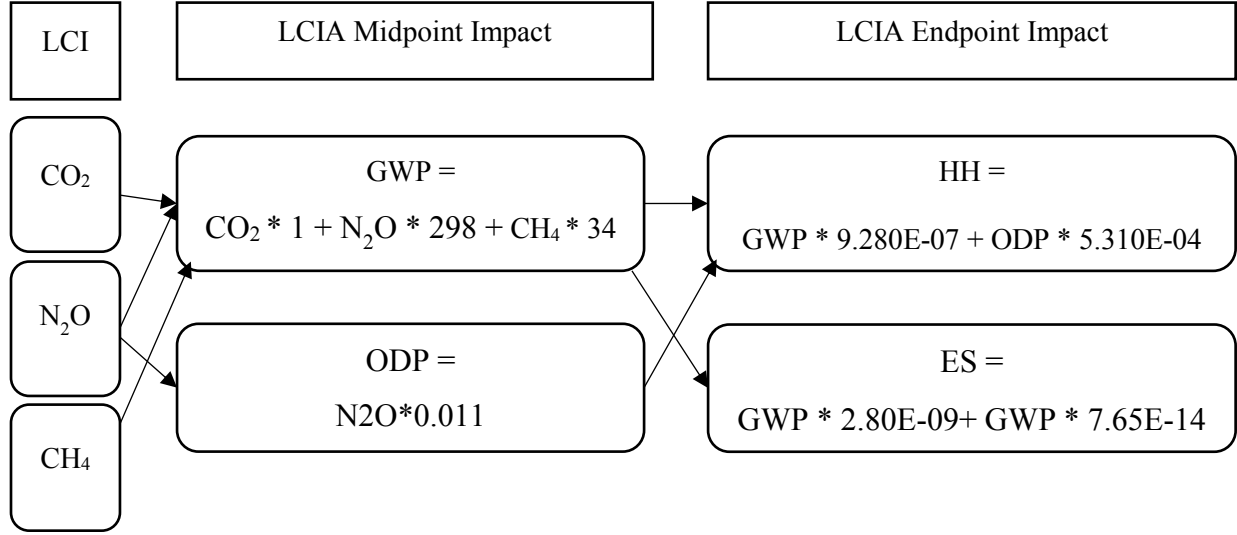 LCI
LCIA Midpoint Impact
LCIA Endpoint Impact
CO₂
GWP =
CO₂ * 1 + N₂O * 298 + CH₄ * 34
HH =
GWP * 9.280E-07 + ODP * 5.310E-04
N₂O
ODP =
N2O*0.011
ES =
GWP * 2.80E-09+ GWP * 7.65E-14
CH₄